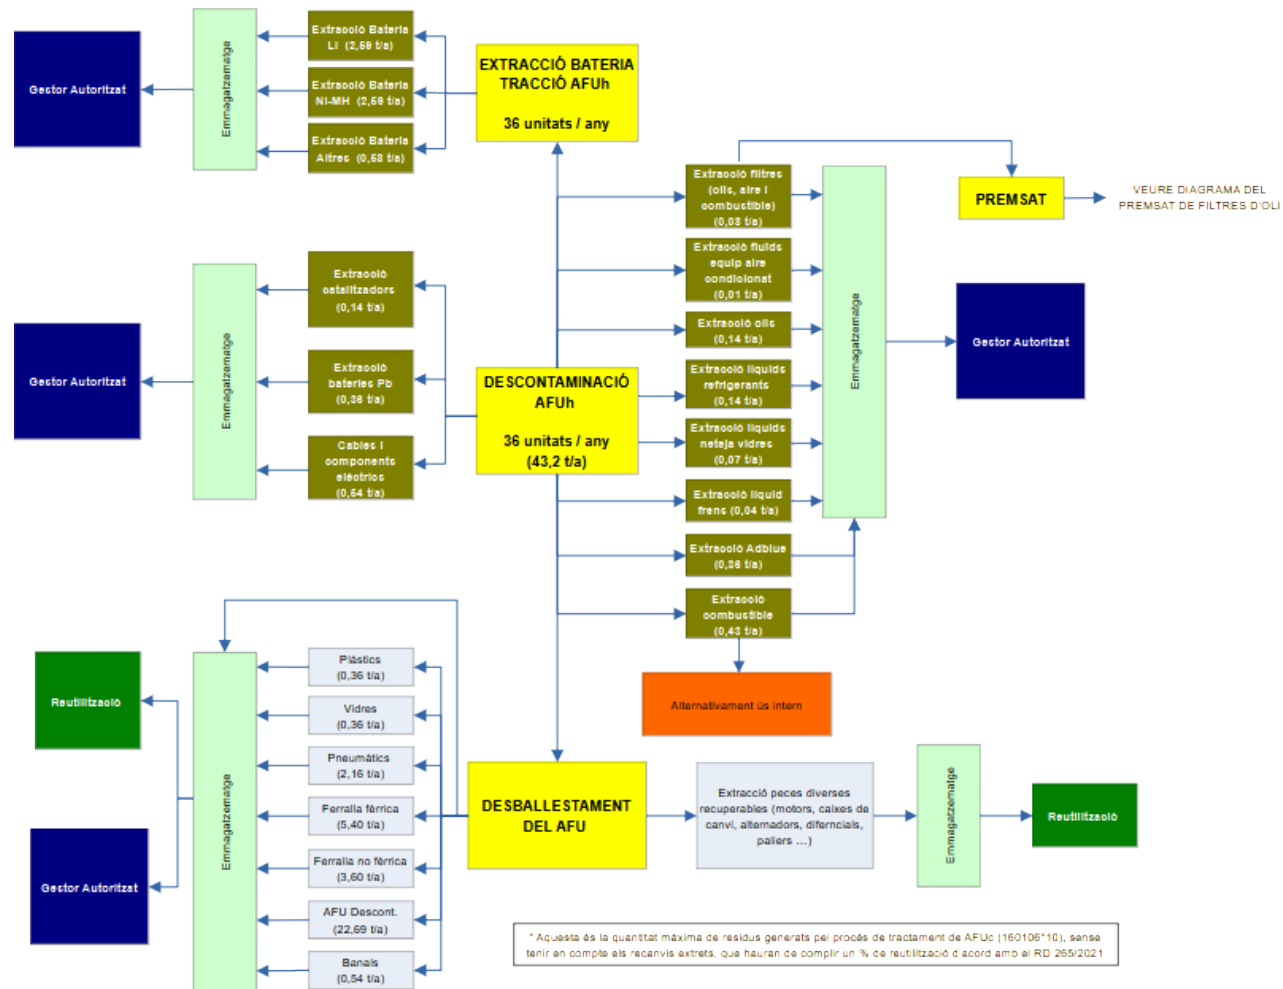 Extracció Bateria
LI (2,59 t/a)
Extracció Bateria
NI-MH (2,59 t/a)
Extracció Bateria
Altres (0,58 t/a)
Emmagatzematge
Gestor Autoritzat
EXTRACCIÓ BATERIA
TRACCIÓ AFUh
36 unitats / any
Extracció filtres
(olis, aire i
combustible)
(0,03 t/a)
Extracció fluïds
equip aire
condicionat
(0,01 t/a)
Extracció olis
(0,14 t/a)
Extracció líquids
refrigerants
(0,14 t/a)
Extracció líquids
neteja vidres
(0,07 t/a)
Extracció líquid
frens (0,04 t/a)
Extracció Adblue
(0,36 t/a)
Extracció
combustible
(0,43 t/a)
Emmagatzematge
PREMSAT
VEURE DIAGRAMA DEL
PREMSAT DE FILTRES D'OLI
Gestor Autoritzat
Alternativament ús intern
Extracció
catalitzadors
(0,14 t/a)
Extracció
bateries Pb
(0,36 t/a)
Cables i
components
elèctrics
(0,54 t/a)
Emmagatzematge
Gestor Autoritzat
DESCONTAMINACIÓ
AFUh
36 unitats / any
(43,2 t/a)
Plàstics
(0,36 t/a)
Vidres
(0,36 t/a)
Pneumàtics
(2,16 t/a)
Ferralla fèrrica
(5,40 t/a)
Ferralla no fèrrica
(3,60 t/a)
AFU Descont.
(22,69 t/a)
Banals
(0,54 t/a)
Emmagatzematge
Reutilització
Gestor Autoritzat
DESBALLESTAMENT
DEL AFU
Extracció peces diverses
recuperables (motors, caixes de
canvi, alternadors, diferncials,
paliers ...)
Emmagatzematge
Reutilització
* Aquesta és la quantitat màxima de residus generats pel procés de tractament de AFUc (160106*10), sense
tenir en compte els recanvis extrets, que hauran de complir un % de reutilització d'acord amb el RD 265/2021